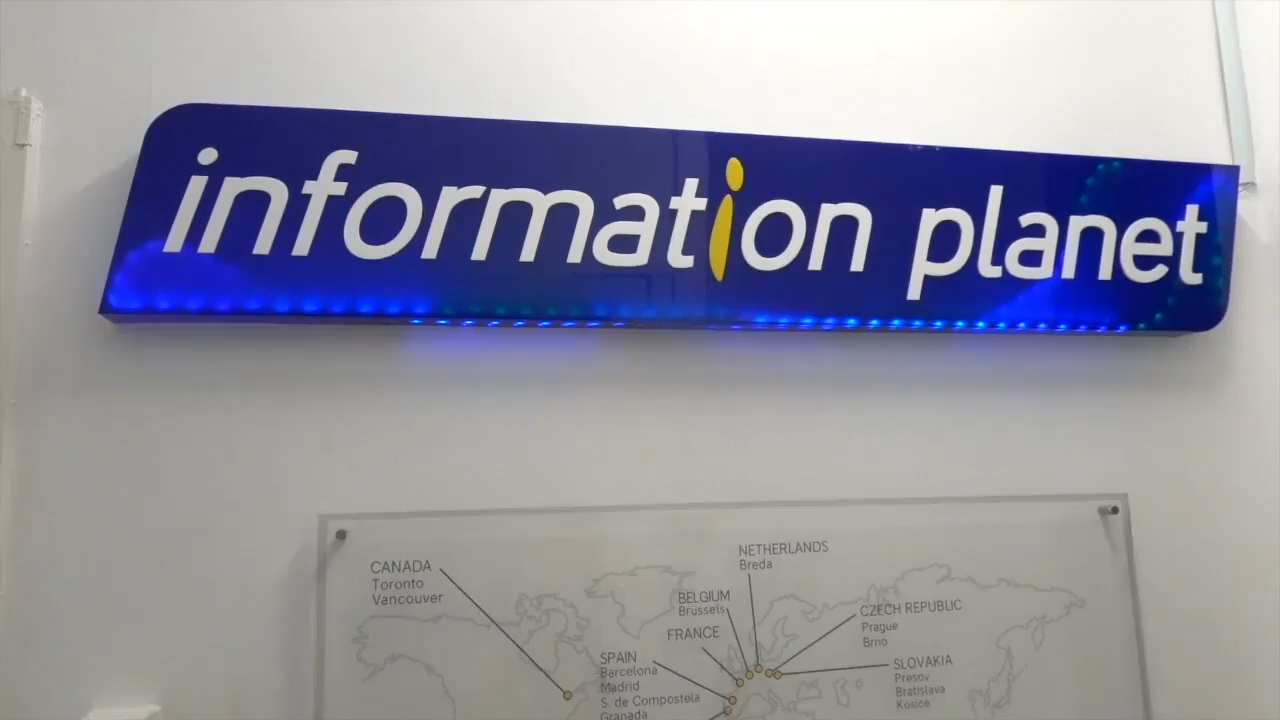 information planet
NETHERLANDS
Breda
CANADA
Toronto
Vancouver
BELGIUM
Brussels
CZECH REPUBLIC
Prague
Brno
FRANCE
SPAIN
Barcelona
Madrid
S. de Compostela
Granada
SLOVAKIA
Presov
Bratislava
Kosice